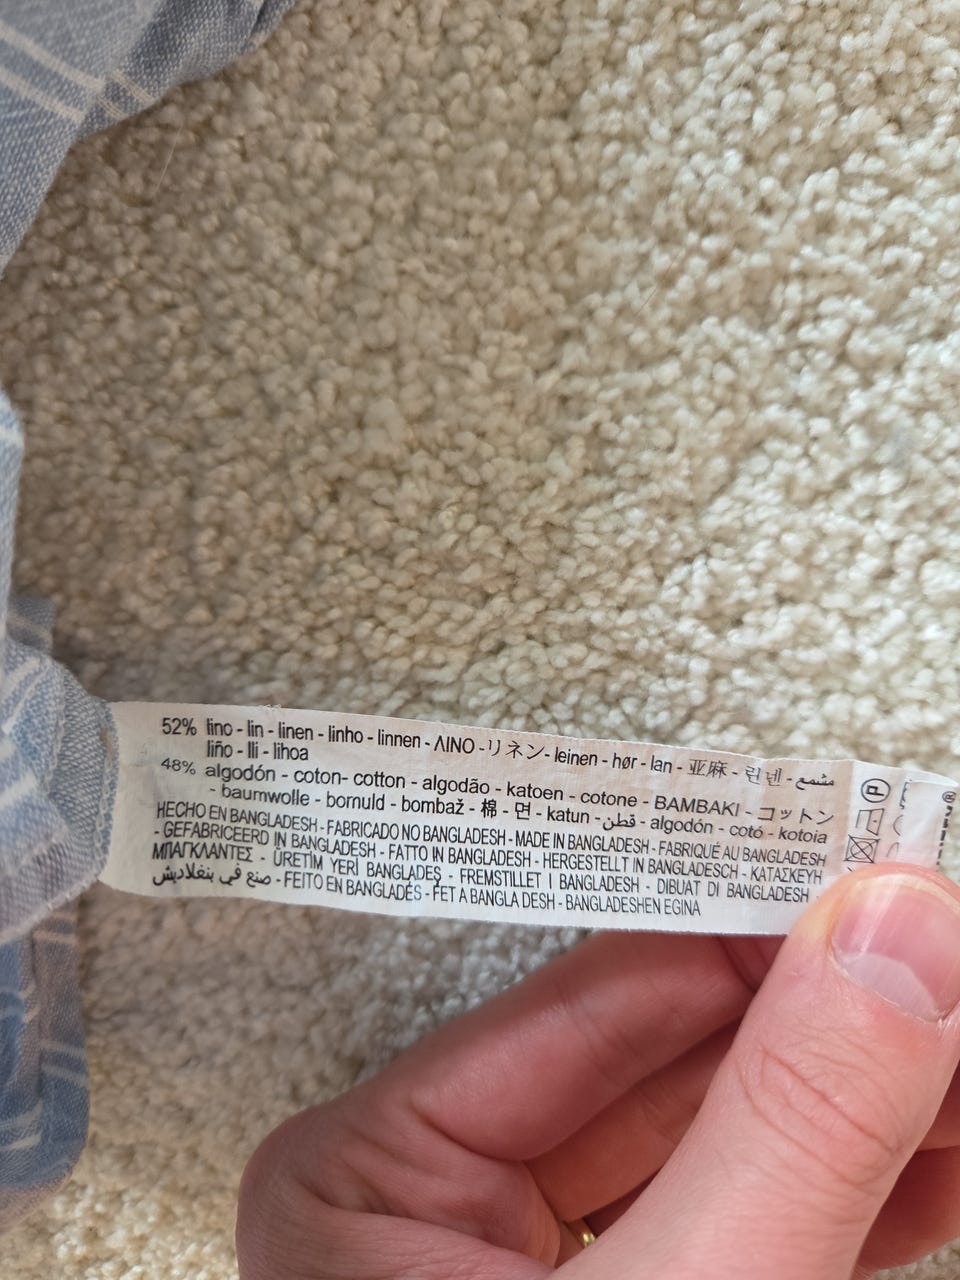 52% lino - lin - linen - linho - linnen - ΛΙΝΟ - リネン- leinen - hør - lan - 亚麻 - 린넨 - مشمع
liño - lli - lihoa
48% algodón - coton- cotton - algodão - katoen - cotone - BAMBAKI - コットン
- baumwolle - bornuld - bombaž - 棉 - 면 - katun - قطن - algodón - cotó - kotoia
HECHO EN BANGLADESH - FABRICADO NO BANGLADESH - MADE IN BANGLADESH - FABRIQUÉ AU BANGLADESH
- GEFABRICEERD IN BANGLADESH - FATTO IN BANGLADESH - HERGESTELLT IN BANGLADESCH - ΚΑΤΑΣΚΕΥΗ
ΜΠΑΓΚΛΑΝΤΕΣ - ÜRETİM YERİ BANGLADEŞ - FREMSTILLET I BANGLADESH - DIBUAT DI BANGLADESH -
صنع في بنغلاديش - FEITO EN BANGLADÉS - FET A BANGLA DESH - BANGLADESHEN EGINA
P